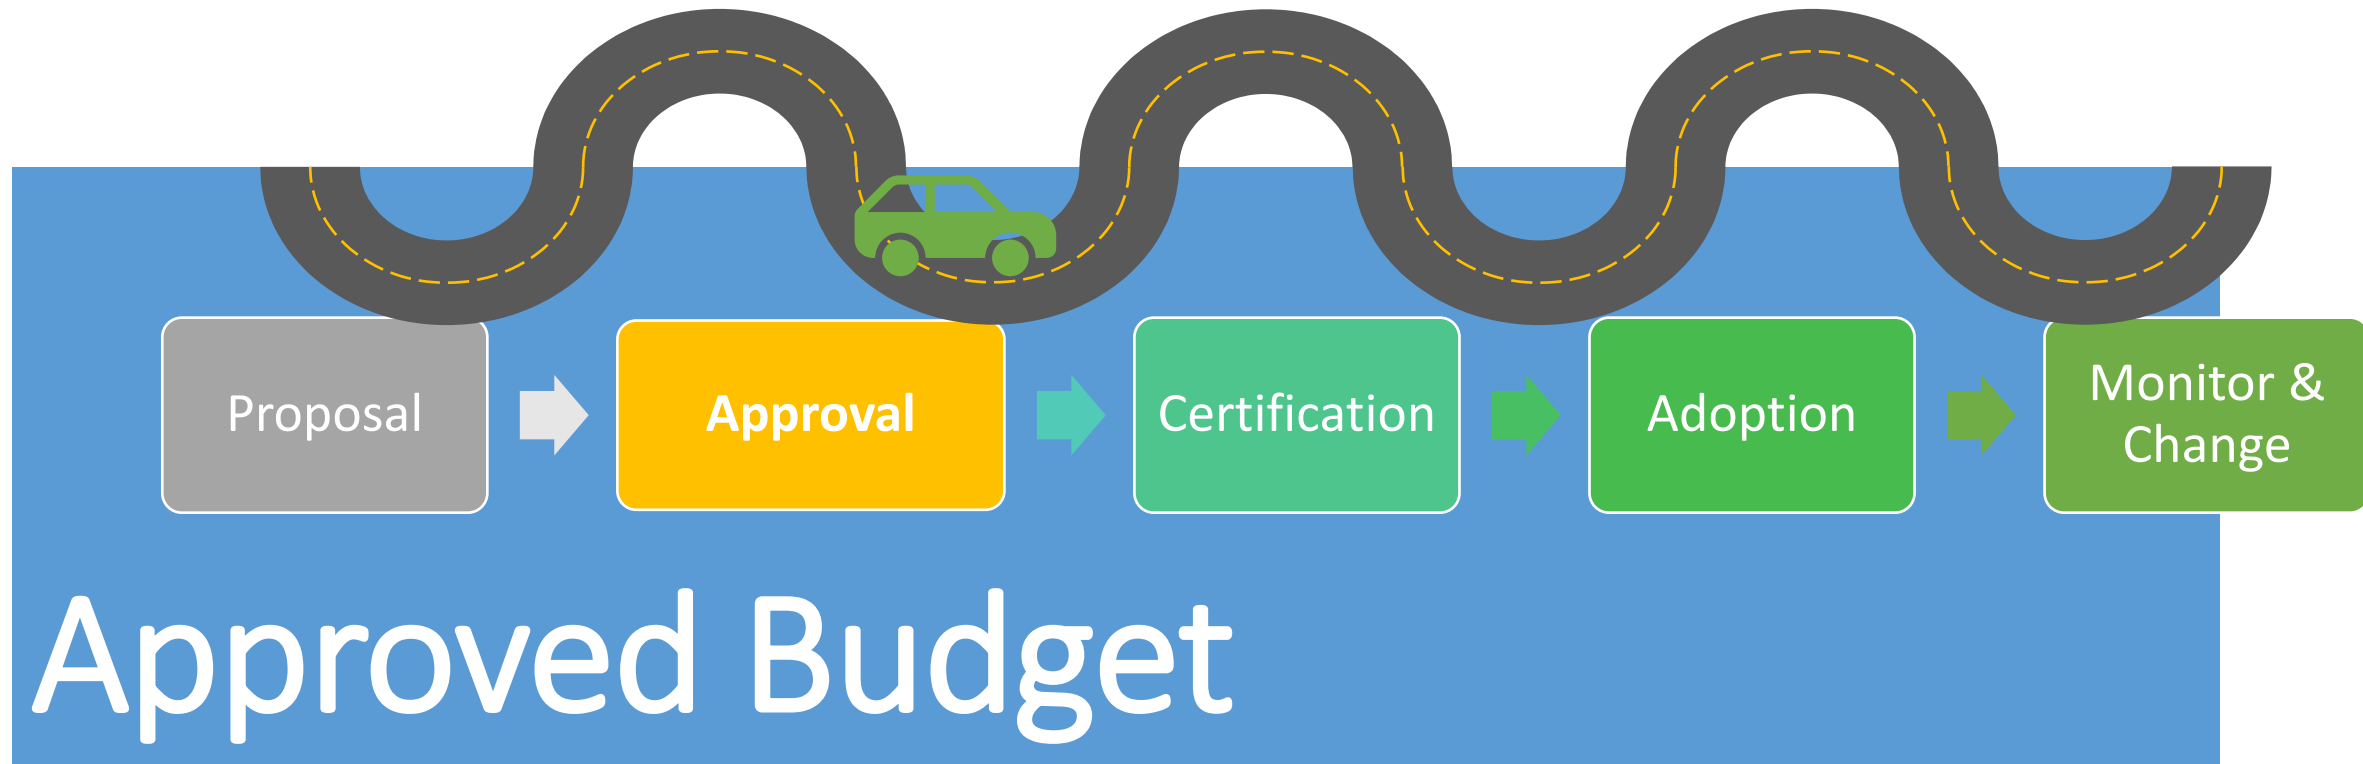 Proposal
Approval
Certification
Adoption
Monitor &
Change
Approved Budget